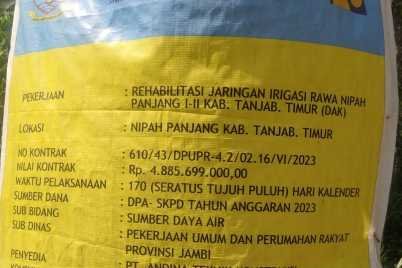 PEKERJAAN : REHABILITASI JARINGAN IRIGASI RAWA NIPAH
PANJANG I-II KAB. TANJAB. TIMUR (DAK)
LOKASI : NIPAH PANJANG KAB. TANJAB. TIMUR
NO KONTRAK : 610/43/DPUPR-4.2/02.16/VI/2023
NILAI KONTRAK : Rp. 4.885.699.000,00
WAKTU PELAKSANAAN : 170 (SERATUS TUJUH PULUH) HARI KALENDER
SUMBER DANA : DPA- SKPD TAHUN ANGGARAN 2023
SUB BIDANG : SUMBER DAYA AIR
SUB DINAS : PEKERJAAN UMUM DAN PERUMAHAN RAKYAT
PROVINSI JAMBI
PENYEDIA : PT. ANDINA